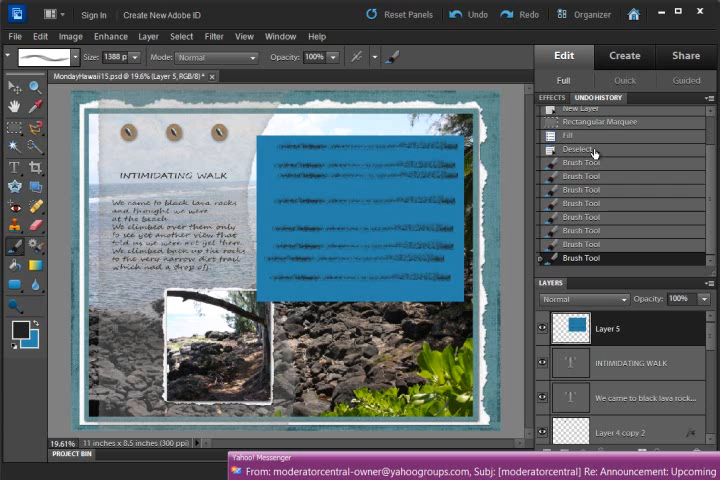 Sign In
Create New Adobe ID
Reset Panels
Undo
Redo
Organizer
File Edit Image Enhance Layer Select Filter View Window Help
Size: 1388 p
Mode: Normal
Opacity: 100%
Edit Create Share
Full Quick Guided
MondayHawaii15.psd @ 19.6% (Layer 5, RGB/8) * ×
EFFECTS UNDO HISTORY
New Layer
Rectangular Marquee
Fill
Deselect
Brush Tool
Brush Tool
Brush Tool
Brush Tool
Brush Tool
Brush Tool
Brush Tool
Brush Tool
INTIMIDATING WALK
We came to black lava rocks
and thought we were
at the beach
We climbed over them only
To see yet another view that
told us we were not yet there
We climbed back up the rocks
to the very narrow dirt trail
which had a drop of
LAYERS
Normal
Opacity: 100%
Layer 5
INTIMIDATING WALK
We came to black lava rock...
Layer 4 copy 2
fx
19.61% 11 inches x 8.5 inches (300 ppi)
PROJECT BIN
Yahoo! Messenger
From: moderatorcentral-owner@yahoogroups.com, Subj: [moderatorcentral] Re: Announcement: Upcoming